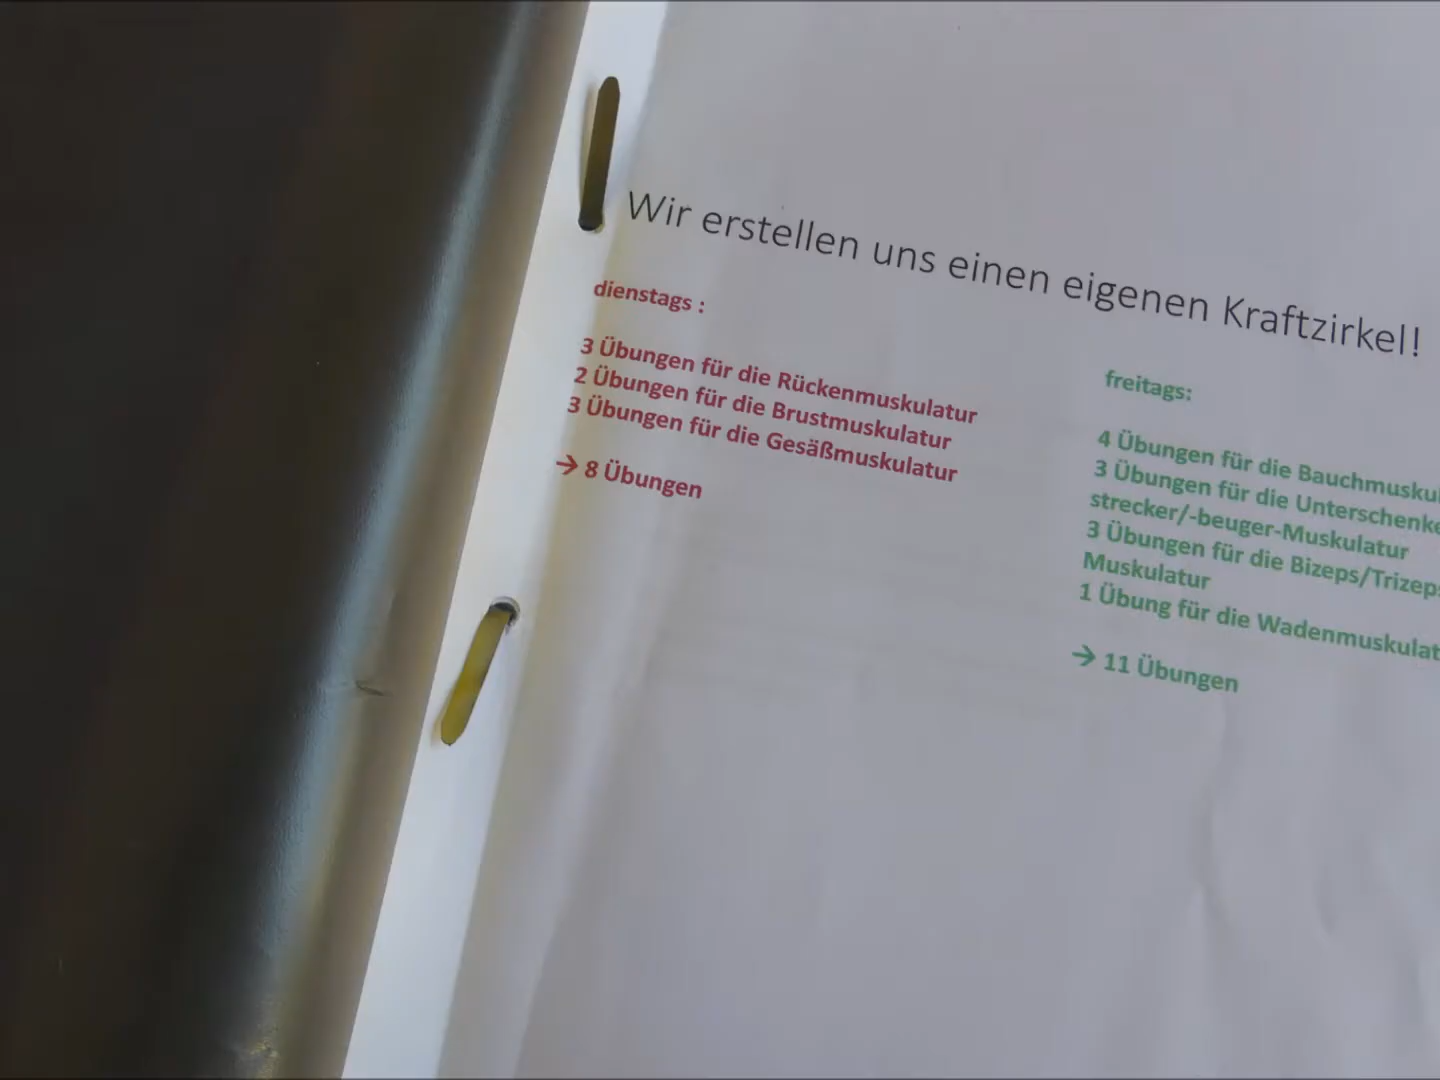 Wir erstellen uns einen eigenen Kraftzirkel!
dienstags :
3 Übungen für die Rückenmuskulatur
2 Übungen für die Brustmuskulatur
3 Übungen für die Gesäßmuskulatur
→ 8 Übungen
freitags:
4 Übungen für die
3 Übungen für die
strecker/-beuger-Muskulatur
3 Übungen für die
Muskulatur
1 Übung für die
→ 11 Übungen